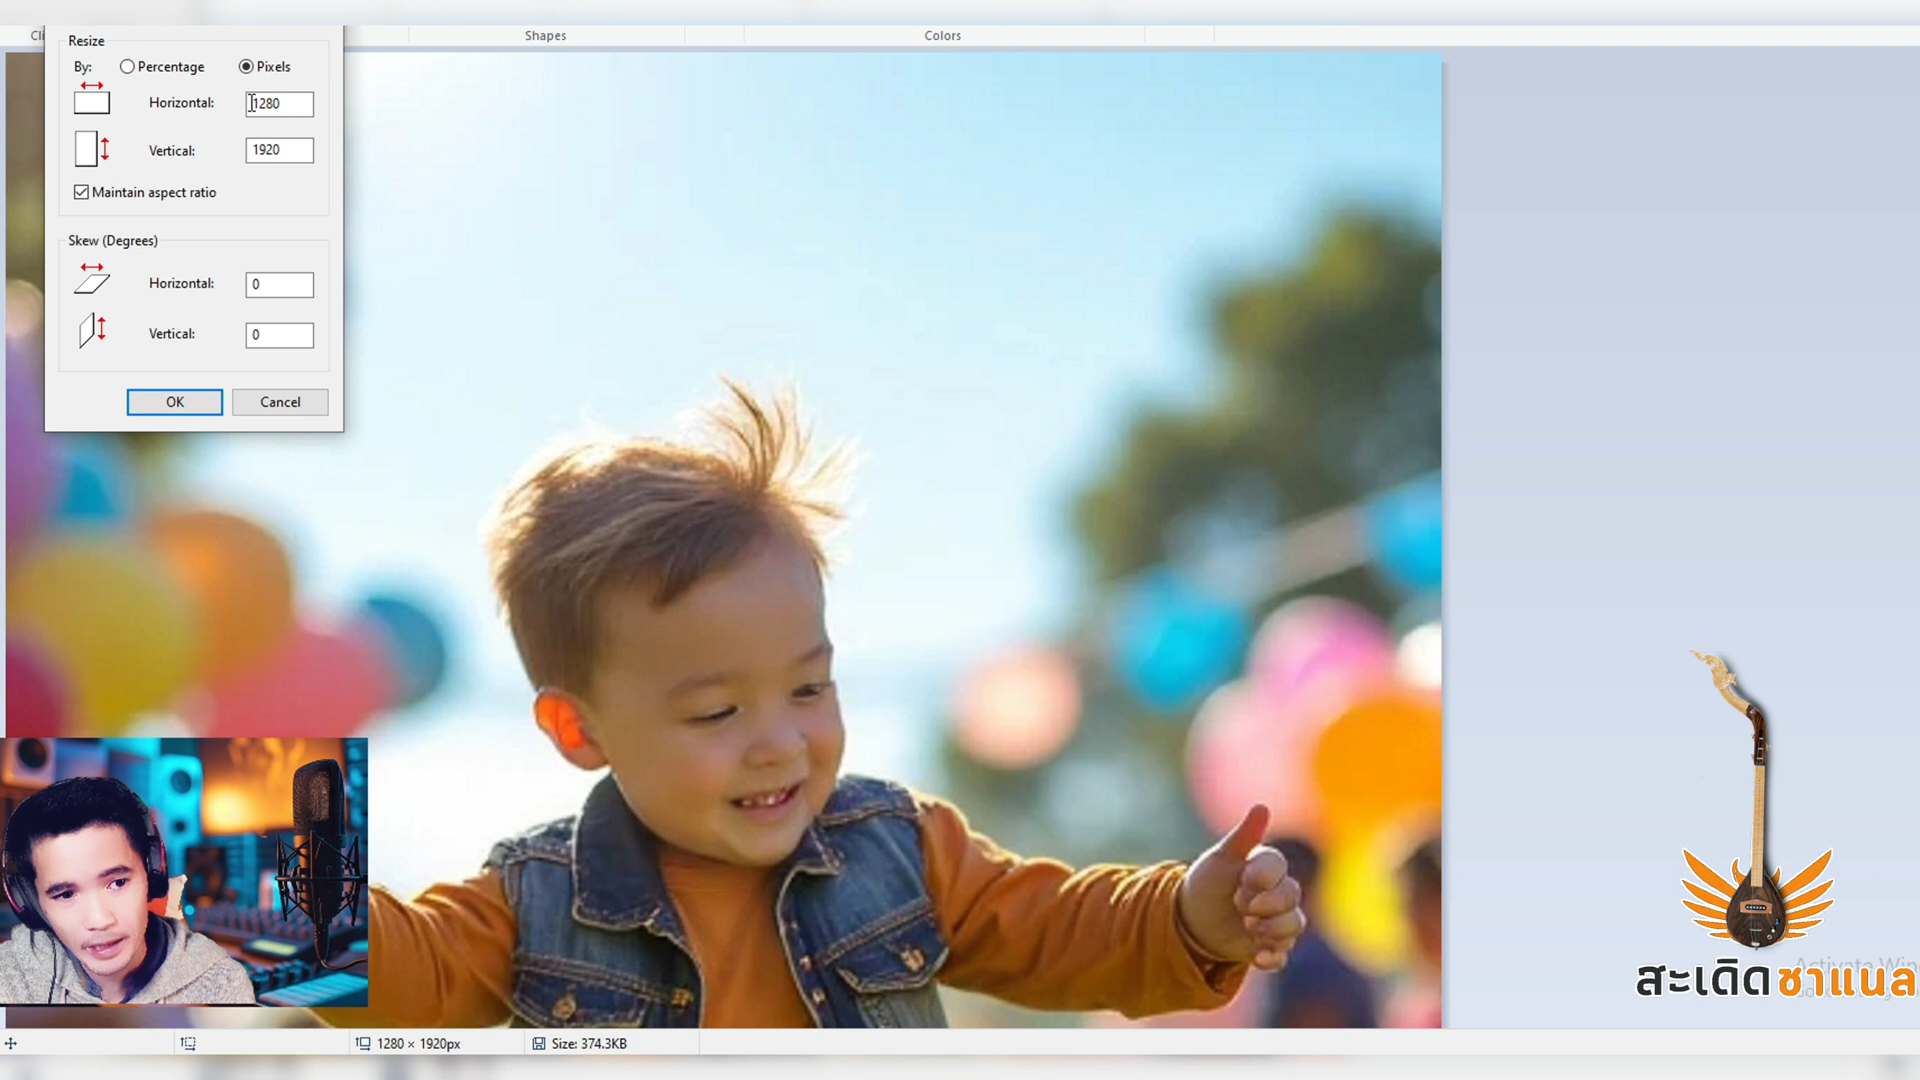 Shapes
Colors
Resize
By:
Percentage
Pixels
Horizontal:
1280
Vertical:
1920
Maintain aspect ratio
Skew (Degrees)
Horizontal:
0
Vertical:
0
OK
Cancel
สะเดิดชาแนล
1280 × 1920px
Size: 374.3KB